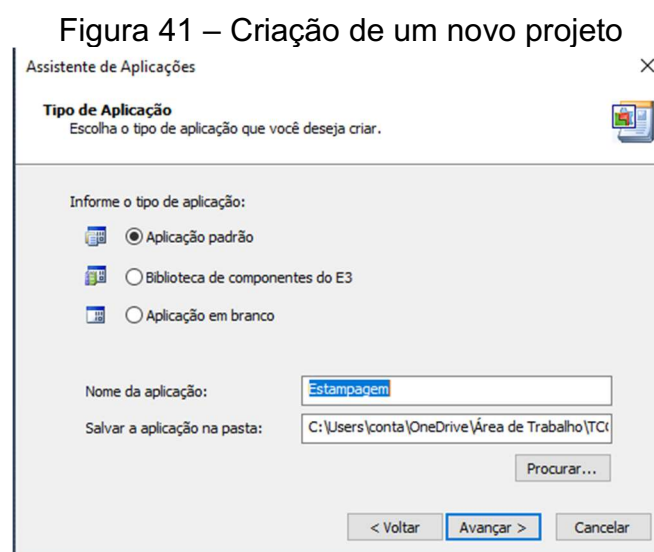 Figura 41 – Criação de um novo projeto
Assistente de Aplicações
Tipo de Aplicação
Escolha o tipo de aplicação que você deseja criar.
Informe o tipo de aplicação:
Aplicação padrão
Biblioteca de componentes do E3
Aplicação em branco
Nome da aplicação: Estampagem
Salvar a aplicação na pasta: C:\Users\conta\OneDrive\Área de Trabalho\TC
Procurar...
< Voltar Avançar > Cancelar